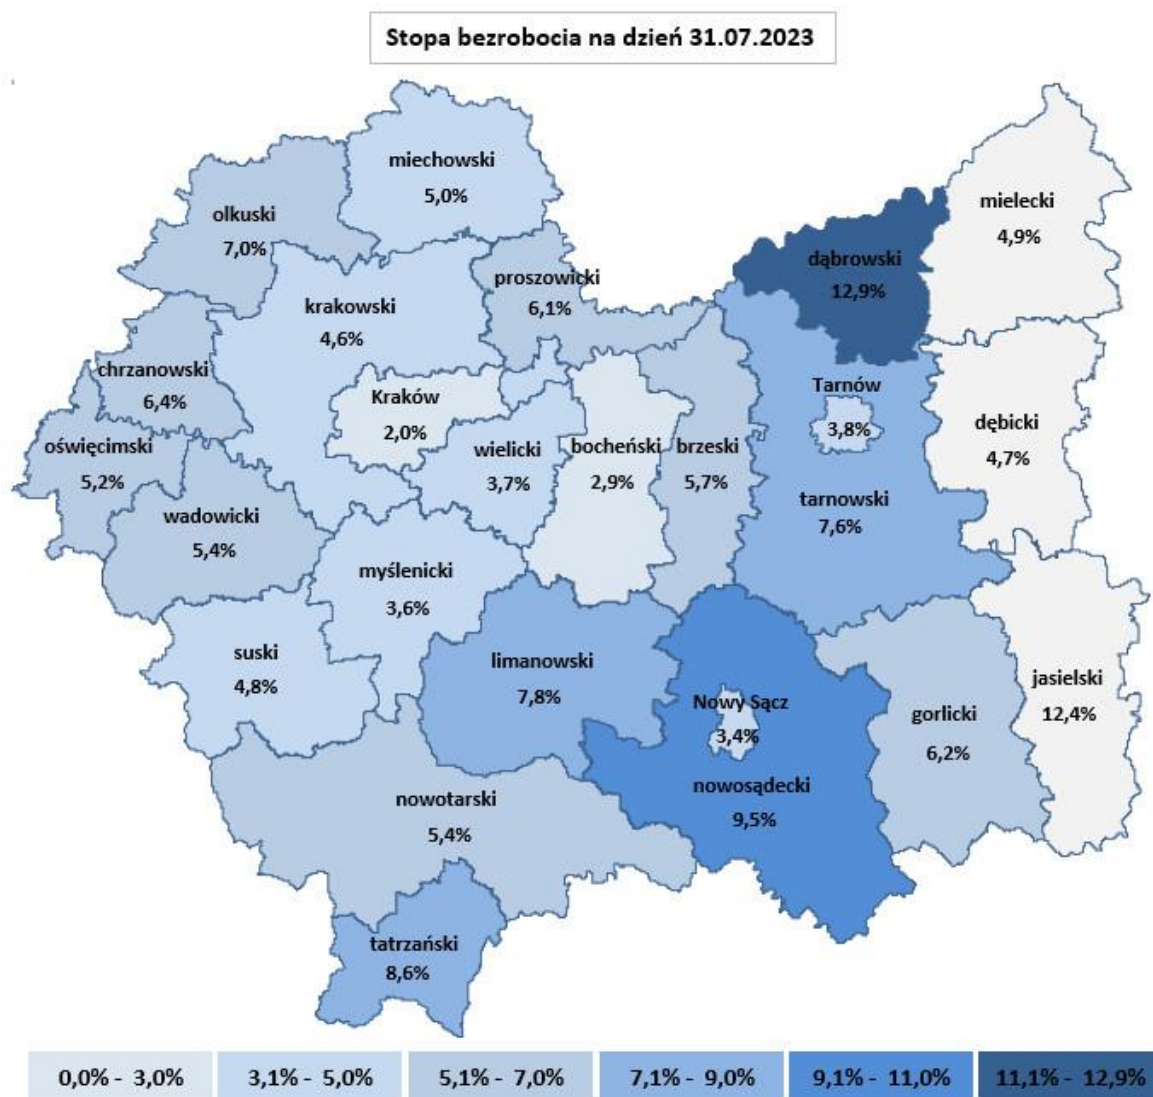 Stopa bezrobocia na dzień 31.07.2023
miechowski
5,0%
olkuski
7,0%
mielecki
4,9%
dąbrowski
12,9%
proszowicki
6,1%
krakowski
4,6%
chrzanowski
6,4%
Kraków
2,0%
Tarnów
3,8%
oświęcimski
5,2%
wielicki
3,7%
bocheński
2,9%
brzeski
5,7%
dębicki
4,7%
wadowicki
5,4%
tarnowski
7,6%
myślenicki
3,6%
suski
4,8%
limanowski
7,8%
Nowy Sącz
3,4%
gorlicki
6,2%
jasielski
12,4%
nowosądecki
9,5%
nowotarski
5,4%
tatrzański
8,6%
0,0% - 3,0%
3,1% - 5,0%
5,1% - 7,0%
7,1% - 9,0%
9,1% - 11,0%
11,1% - 12,9%